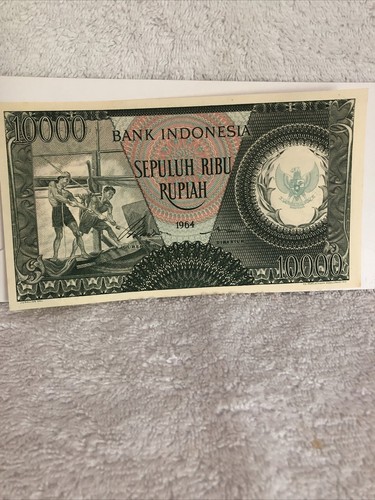 10000
BANK INDONESIA
SEPULUH RIBU
RUPIAH
1964
10000